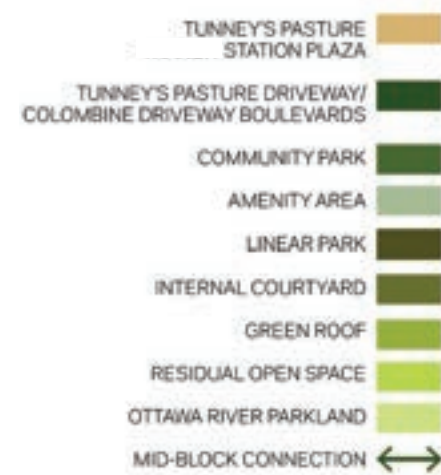 TUNNEY'S PASTURE
STATION PLAZA
TUNNEY'S PASTURE DRIVEWAY/
COLOMBINE DRIVEWAY BOULEVARDS
COMMUNITY PARK
AMENITY AREA
LINEAR PARK
INTERNAL COURTYARD
GREEN ROOF
RESIDUAL OPEN SPACE
OTTAWA RIVER PARKLAND
MID-BLOCK CONNECTION